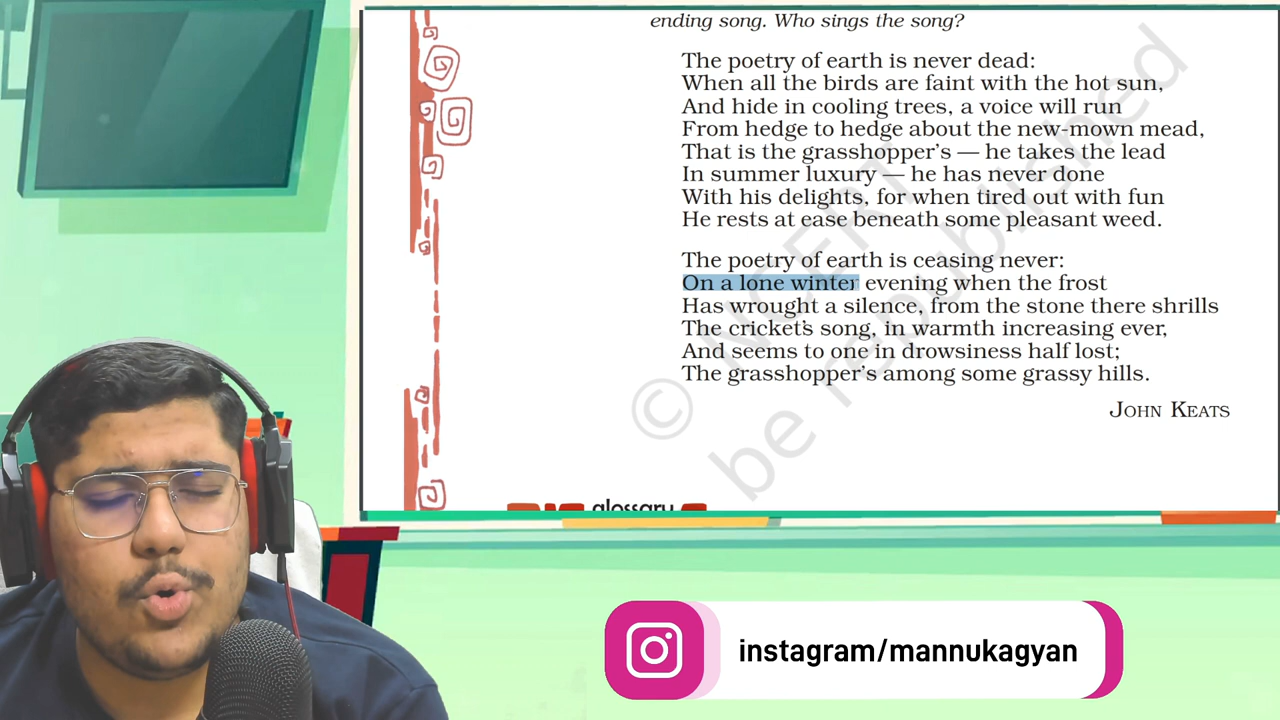 ending song. Who sings the song?
The poetry of earth is never dead:
When all the birds are faint with the hot sun,
And hide in cooling trees, a voice will run
From hedge to hedge about the new-mown mead,
That is the grasshopper's — he takes the lead
In summer luxury — he has never done
With his delights, for when tired out with fun
He rests at ease beneath some pleasant weed.
The poetry of earth is ceasing never:
On a lone winter evening when the frost
Has wrought a silence, from the stone there shrills
The cricket's song, in warmth increasing ever,
And seems to one in drowsiness half lost;
The grasshopper's among some grassy hills.
JOHN KEATS
© NCERT
be republished
glossary
instagram/mannukagyan